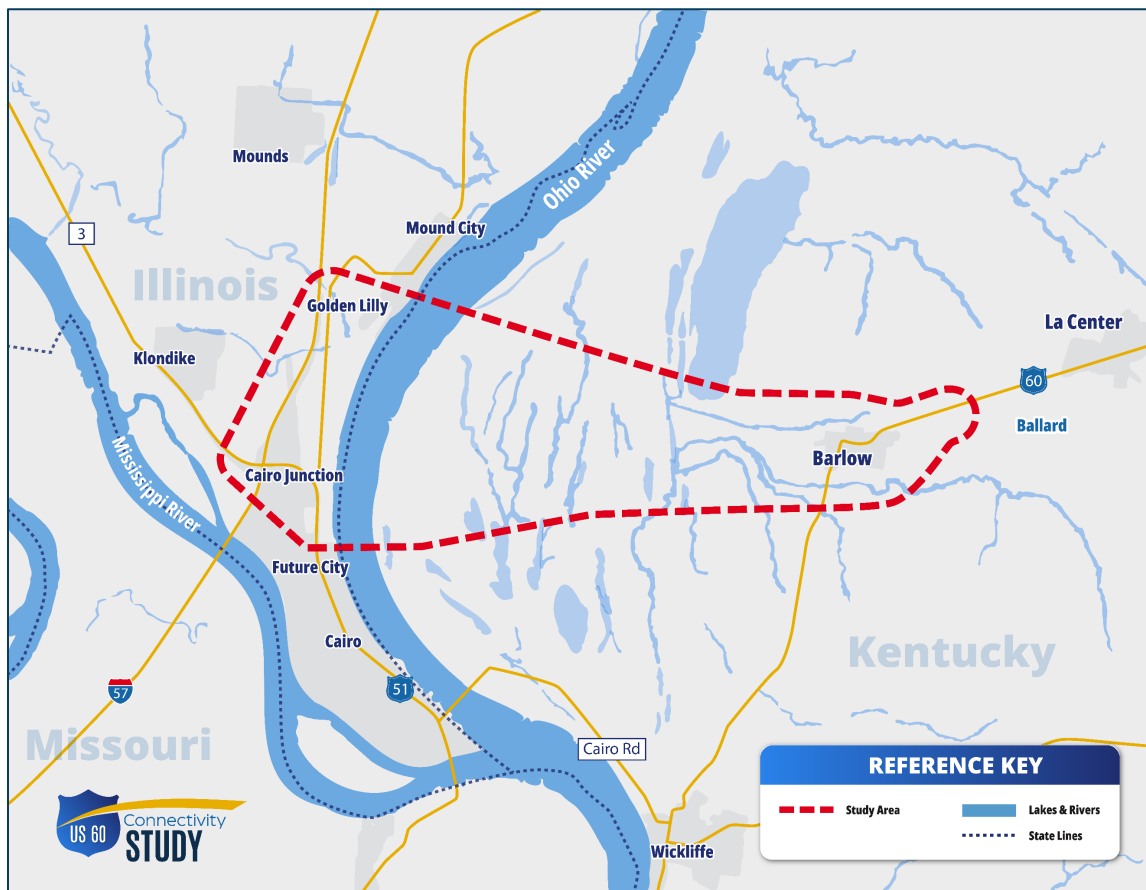 Mounds
Ohio River
Mound City
3
Illinois
Golden Lilly
La Center
Klondike
60
Ballard
Mississippi River
Cairo Junction
Barlow
Future City
Cairo
Kentucky
51
57
Missouri
Cairo Rd
REFERENCE KEY
Study Area
Lakes & Rivers
State Lines
US 60
Connectivity
STUDY
Wickliffe